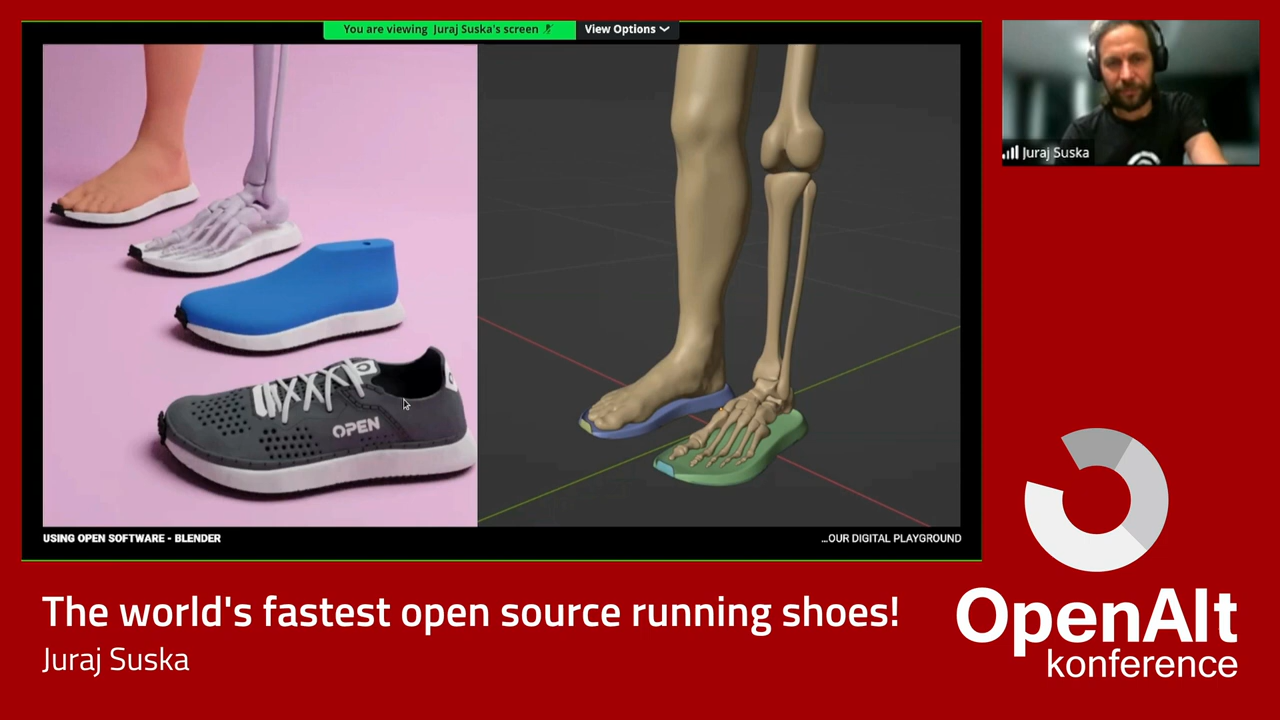 You are viewing Juraj Suska's screen
View Options
Juraj Suska
OPEN
USING OPEN SOFTWARE - BLENDER
...OUR DIGITAL PLAYGROUND
The world's fastest open source running shoes!
Juraj Suska
OpenAlt
konference